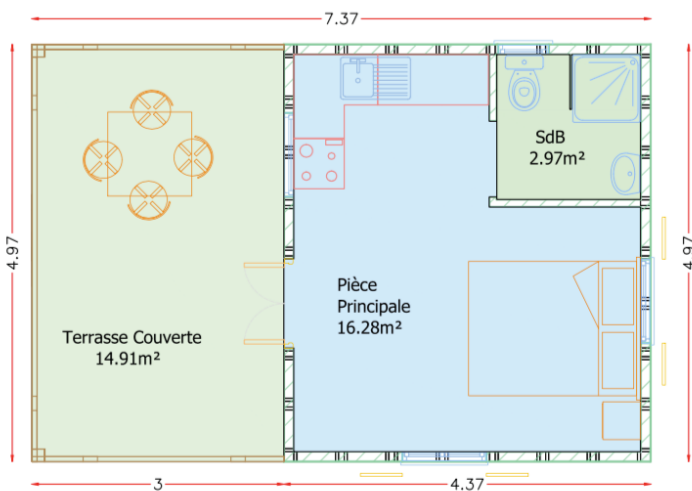 7.37
SdB
2.97m²
4.97
4.97
Pièce
Principale
16.28m²
Terrasse Couverte
14.91m²
3
4.37